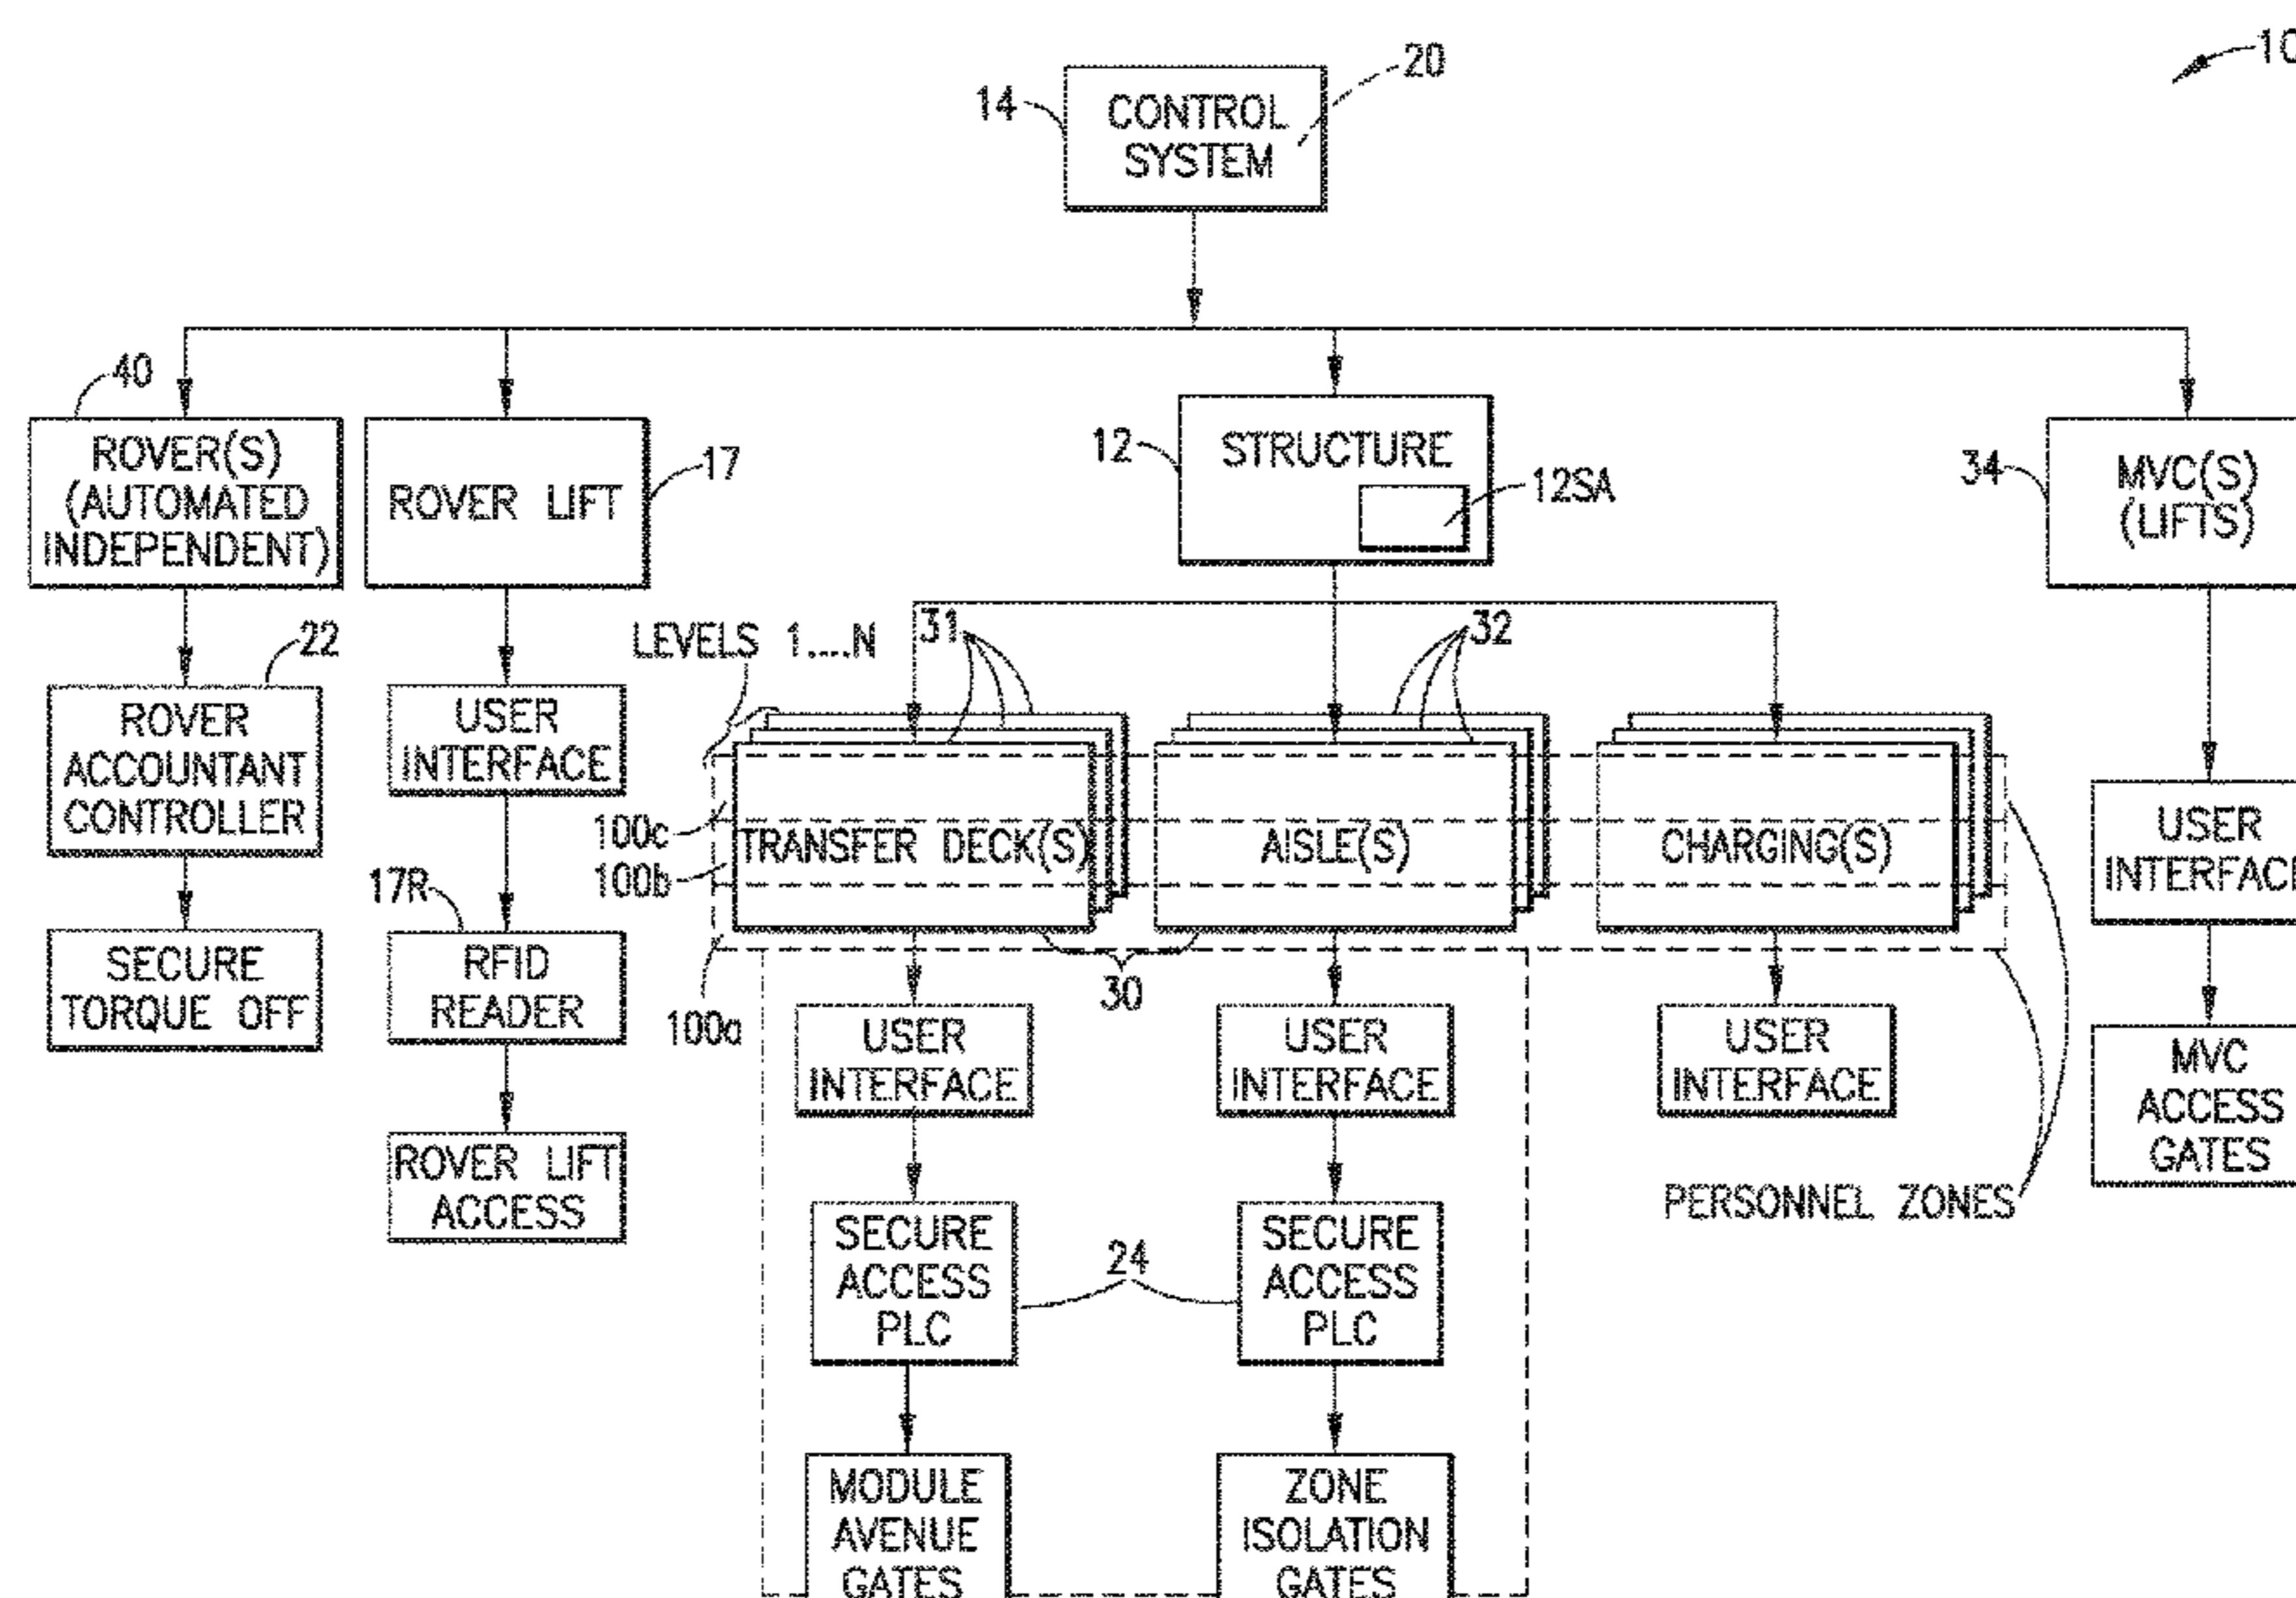 10
20
14
CONTROL
SYSTEM
40
ROVER(S)
(AUTOMATED
INDEPENDENT)
ROVER LIFT
17
12
STRUCTURE
12SA
34
MVC(S)
(LIFTS)
22
ROVER
ACCOUNTANT
CONTROLLER
USER
INTERFACE
LEVELS 1....N
31
32
100c
100b
100a
TRANSFER DECK(S)
AISLE(S)
CHARGING(S)
30
USER
INTERFACE
SECURE
TORQUE OFF
17R
RFID
READER
USER
INTERFACE
USER
INTERFACE
USER
INTERFACE
MVC
ACCESS
GATES
ROVER LIFT
ACCESS
PERSONNEL ZONES
SECURE
ACCESS
PLC
24
SECURE
ACCESS
PLC
MODULE
AVENUE
GATES
ZONE
ISOLATION
GATES